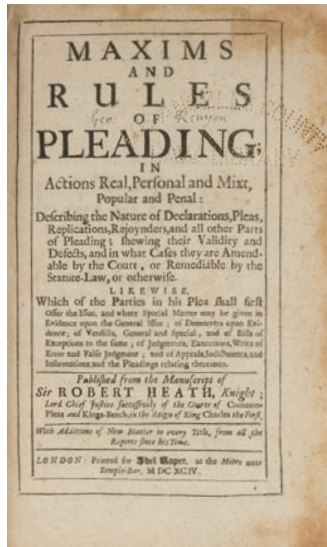 MAXIMS
AND
RULES
OF
Geo Kenyon
PLEADING,
IN
Actions Real, Personal and Mixt,
Popular and Penal:
Describing the Nature of Declarations, Pleas,
Replications, Rejoynders, and all other Parts
of Pleading; shewing their Validity and
Defects, and in what Cases they are Amend-
able by the Court, or Remediable by the
Statute-Law, or otherwise.
LIKEWISE,
Which of the Parties in his Plea shall first
Offer the Issue, and where Special Matter may be given in
Evidence upon the General Issue; of Demurrers upon Evi-
dence; of Verdicts, General and Special; and of Bills of
Exceptions to the same; of Judgments, Executions, Writs of
Error and False Judgment; and of Appeals, Indictments, and
Informations, and the Pleadings relating thereunto.
Published from the Manuscript of
Sir ROBERT HEATH, Knight;
Lord Chief Justice successively of the Courts of Common-
Pleas and Kings-Bench, in the Reign of King Charles the First.
With Additions of New Matter to every Title, from all the
Reports since his Time.
LONDON: Printed for Abel Roper, at the Mitre near
Temple-Bar, M DC XCIV.